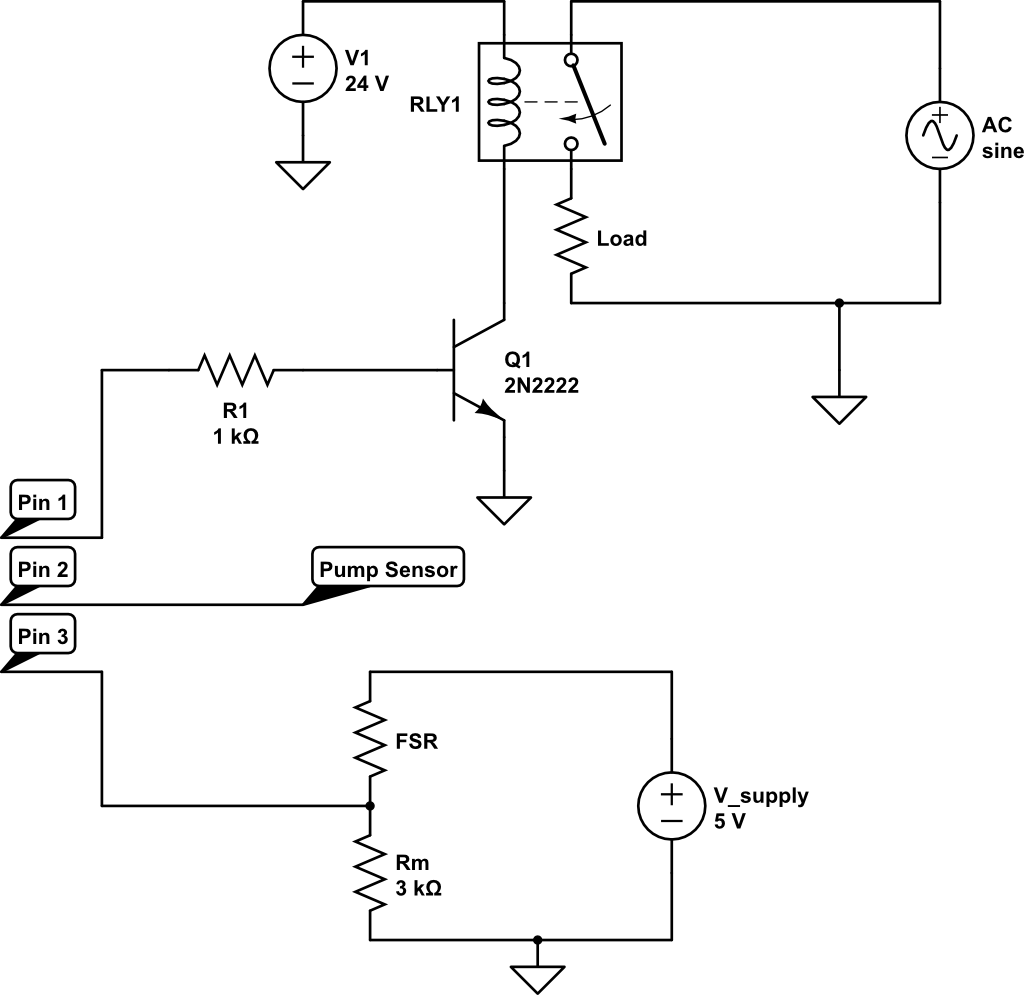 V1
24 V
RLY1
AC
sine
Load
Q1
2N2222
R1
1 kΩ
Pin 1
Pin 2
Pump Sensor
Pin 3
FSR
V_supply
5 V
Rm
3 kΩ